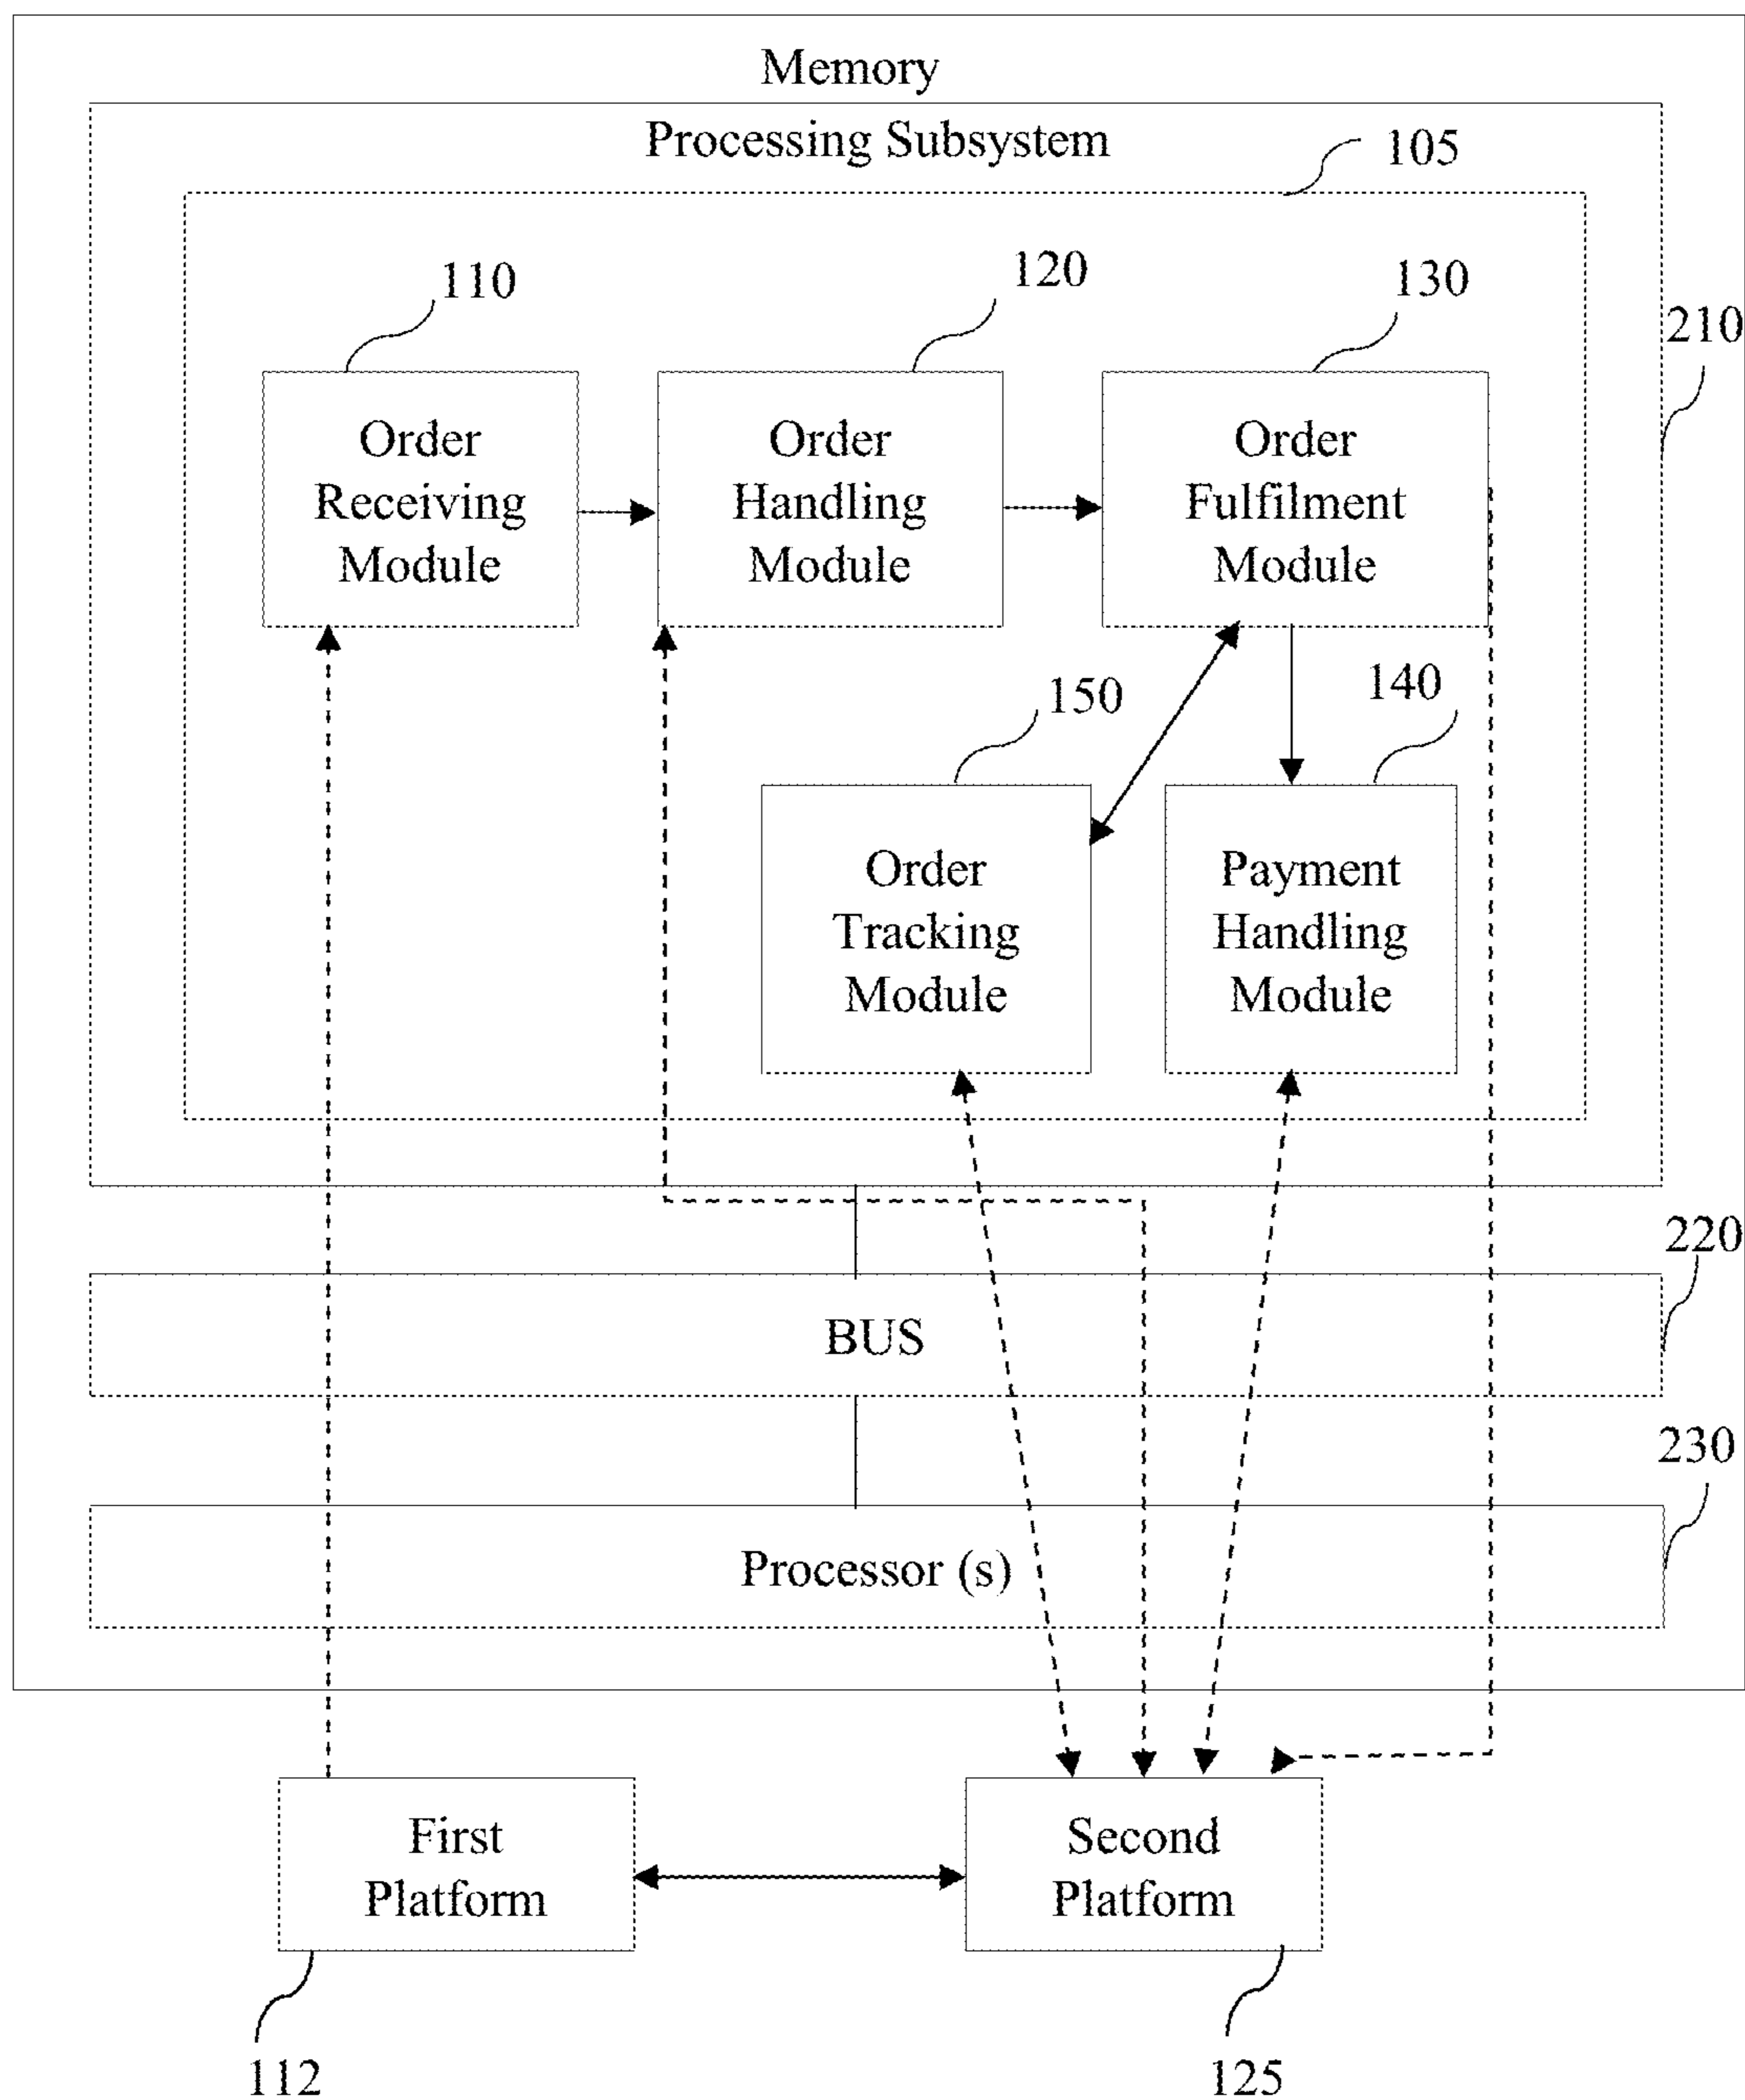 Memory
Processing Subsystem
105
110
120
130
210
Order
Receiving
Module
Order
Handling
Module
Order
Fulfilment
Module
150
140
Order
Tracking
Module
Payment
Handling
Module
220
BUS
230
Processor (s)
First
Platform
Second
Platform
112
125